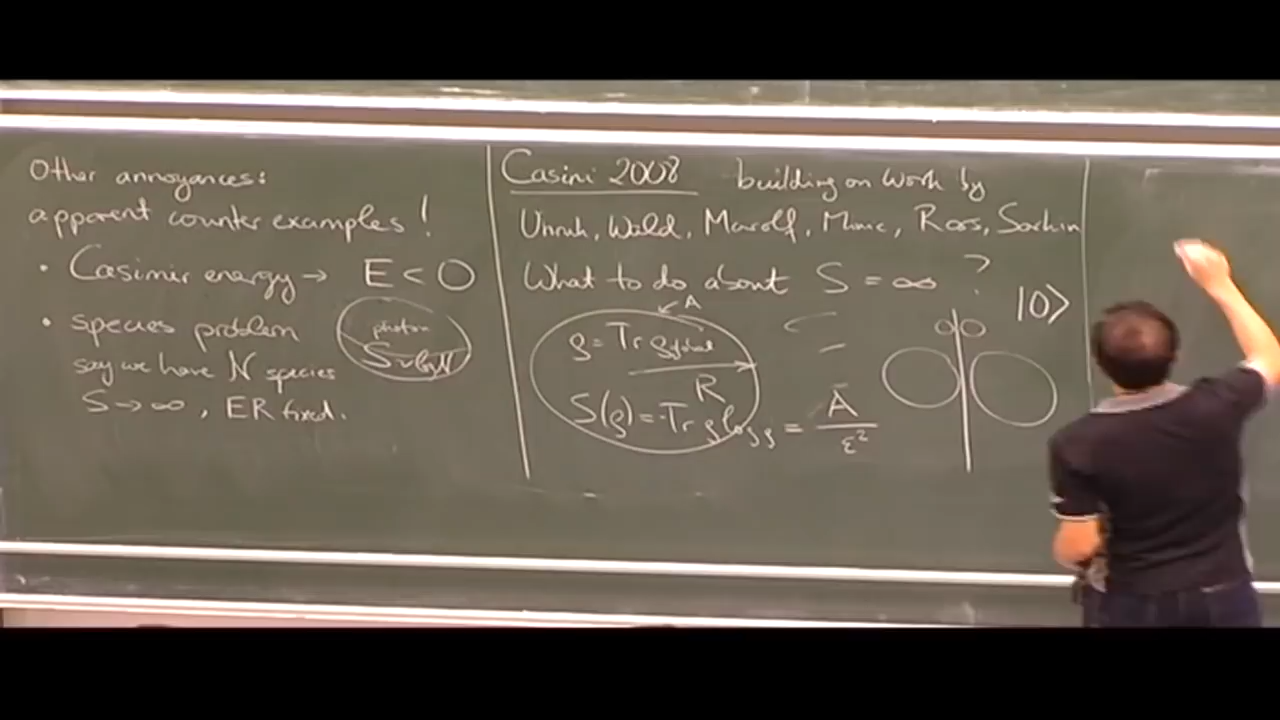 Other annoyances:
apparent counter examples!
• Casimir energy → E < 0
• species problem
say we have N species
S → ∞, ER fixed.
photon
S ~ log N
Casini 2008 building on work by
Unruh, Wald, Marolf, Minic, Ross, Sorkin
What to do about S = ∞ ?
A
ρ = Tr ρglobal
R
S(ρ) = -Tr ρ log ρ = A / ε²
|0⟩